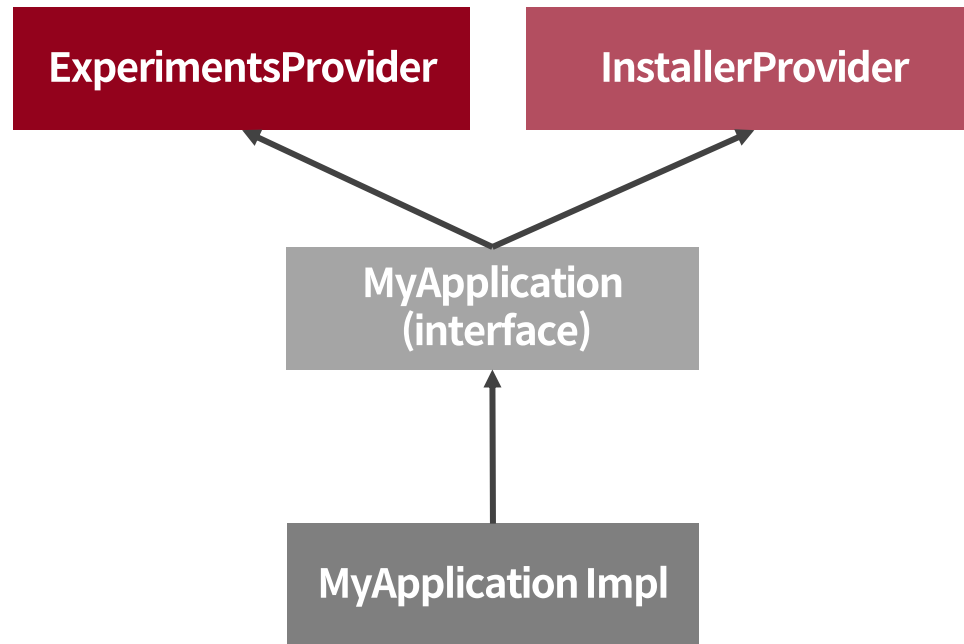 ExperimentsProvider
InstallerProvider
MyApplication
(interface)
MyApplication Impl